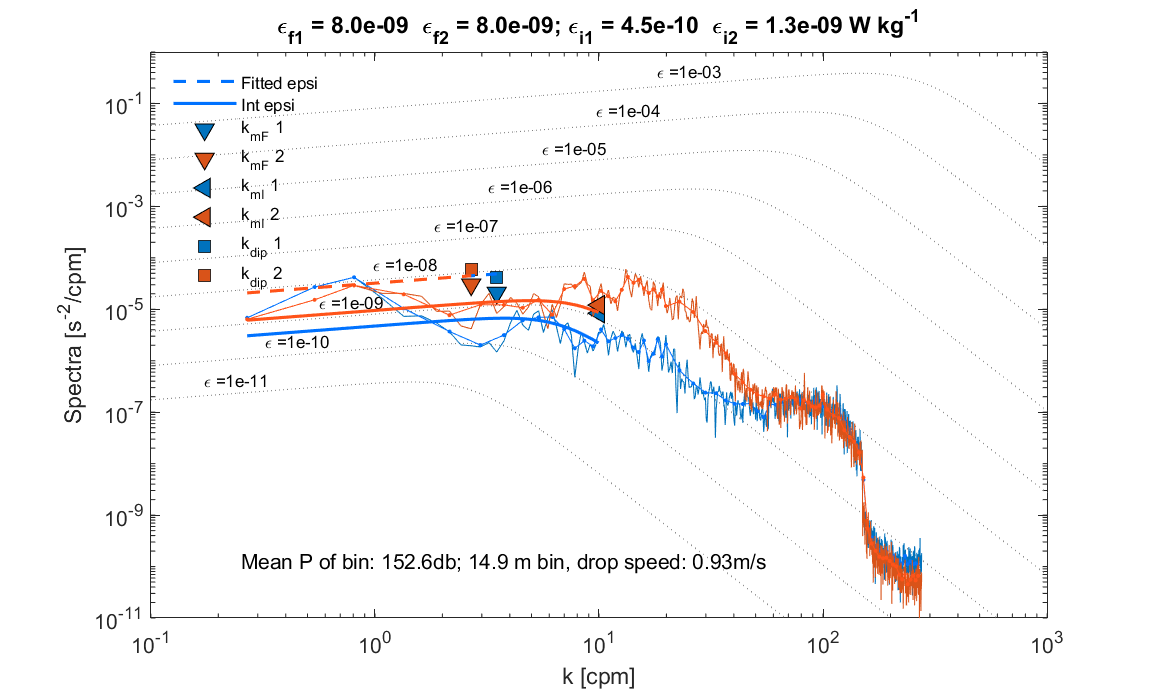 ϵf1 = 8.0e-09 ϵf2 = 8.0e-09; ϵi1 = 4.5e-10 ϵi2 = 1.3e-09 W kg-1
Fitted epsi
Int epsi
kmF 1
kmF 2
kmI 1
kmI 2
kdip 1
kdip 2
ϵ =1e-03
ϵ =1e-04
ϵ =1e-05
ϵ =1e-06
ϵ =1e-07
ϵ =1e-08
ϵ =1e-09
ϵ =1e-10
ϵ =1e-11
Mean P of bin: 152.6db; 14.9 m bin, drop speed: 0.93m/s
Spectra [s-2/cpm]
10-1
10-3
10-5
10-7
10-9
10-11
10-1
100
101
102
103
k [cpm]